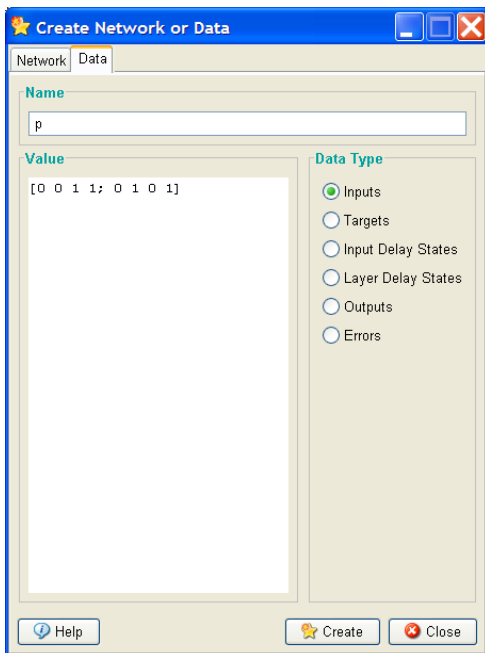 Create Network or Data
Network Data
Name
p
Value
[0 0 1 1; 0 1 0 1]
Data Type
Inputs
Targets
Input Delay States
Layer Delay States
Outputs
Errors
Help Create Close